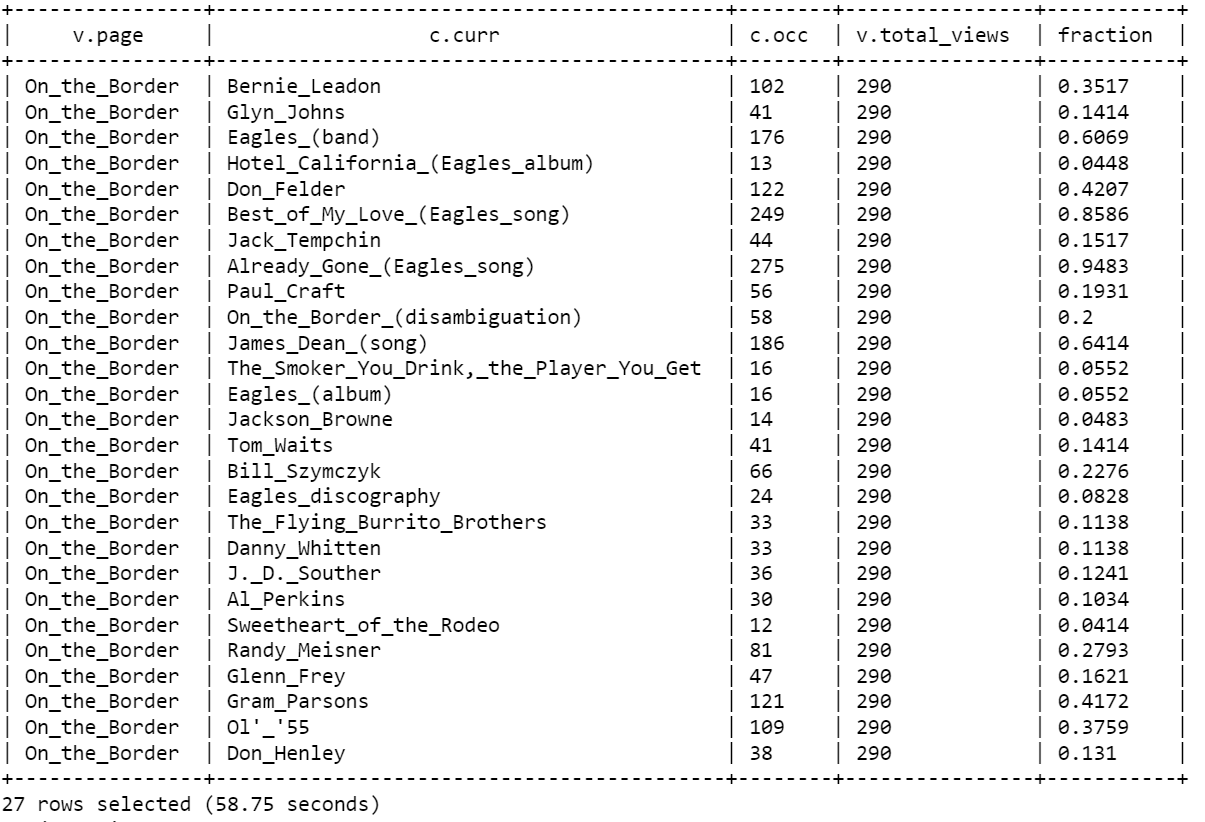 +----------------+-------------------------------------------+--------+----------------+-----------+
|     v.page     |                  c.curr                   | c.occ  | v.total_views  | fraction  |
+----------------+-------------------------------------------+--------+----------------+-----------+
| On_the_Border  | Bernie_Leadon                             | 102    | 290            | 0.3517    |
| On_the_Border  | Glyn_Johns                                | 41     | 290            | 0.1414    |
| On_the_Border  | Eagles_(band)                             | 176    | 290            | 0.6069    |
| On_the_Border  | Hotel_California_(Eagles_album)           | 13     | 290            | 0.0448    |
| On_the_Border  | Don_Felder                                | 122    | 290            | 0.4207    |
| On_the_Border  | Best_of_My_Love_(Eagles_song)             | 249    | 290            | 0.8586    |
| On_the_Border  | Jack_Tempchin                             | 44     | 290            | 0.1517    |
| On_the_Border  | Already_Gone_(Eagles_song)                | 275    | 290            | 0.9483    |
| On_the_Border  | Paul_Craft                                | 56     | 290            | 0.1931    |
| On_the_Border  | On_the_Border_(disambiguation)            | 58     | 290            | 0.2       |
| On_the_Border  | James_Dean_(song)                         | 186    | 290            | 0.6414    |
| On_the_Border  | The_Smoker_You_Drink,_the_Player_You_Get  | 16     | 290            | 0.0552    |
| On_the_Border  | Eagles_(album)                            | 16     | 290            | 0.0552    |
| On_the_Border  | Jackson_Browne                            | 14     | 290            | 0.0483    |
| On_the_Border  | Tom_Waits                                 | 41     | 290            | 0.1414    |
| On_the_Border  | Bill_Szymczyk                             | 66     | 290            | 0.2276    |
| On_the_Border  | Eagles_discography                        | 24     | 290            | 0.0828    |
| On_the_Border  | The_Flying_Burrito_Brothers               | 33     | 290            | 0.1138    |
| On_the_Border  | Danny_Whitten                             | 33     | 290            | 0.1138    |
| On_the_Border  | J._D._Souther                             | 36     | 290            | 0.1241    |
| On_the_Border  | Al_Perkins                                | 30     | 290            | 0.1034    |
| On_the_Border  | Sweetheart_of_the_Rodeo                   | 12     | 290            | 0.0414    |
| On_the_Border  | Randy_Meisner                             | 81     | 290            | 0.2793    |
| On_the_Border  | Glenn_Frey                                | 47     | 290            | 0.1621    |
| On_the_Border  | Gram_Parsons                              | 121    | 290            | 0.4172    |
| On_the_Border  | Ol'_'55                                   | 109    | 290            | 0.3759    |
| On_the_Border  | Don_Henley                                | 38     | 290            | 0.131     |
+----------------+-------------------------------------------+--------+----------------+-----------+
27 rows selected (58.75 seconds)